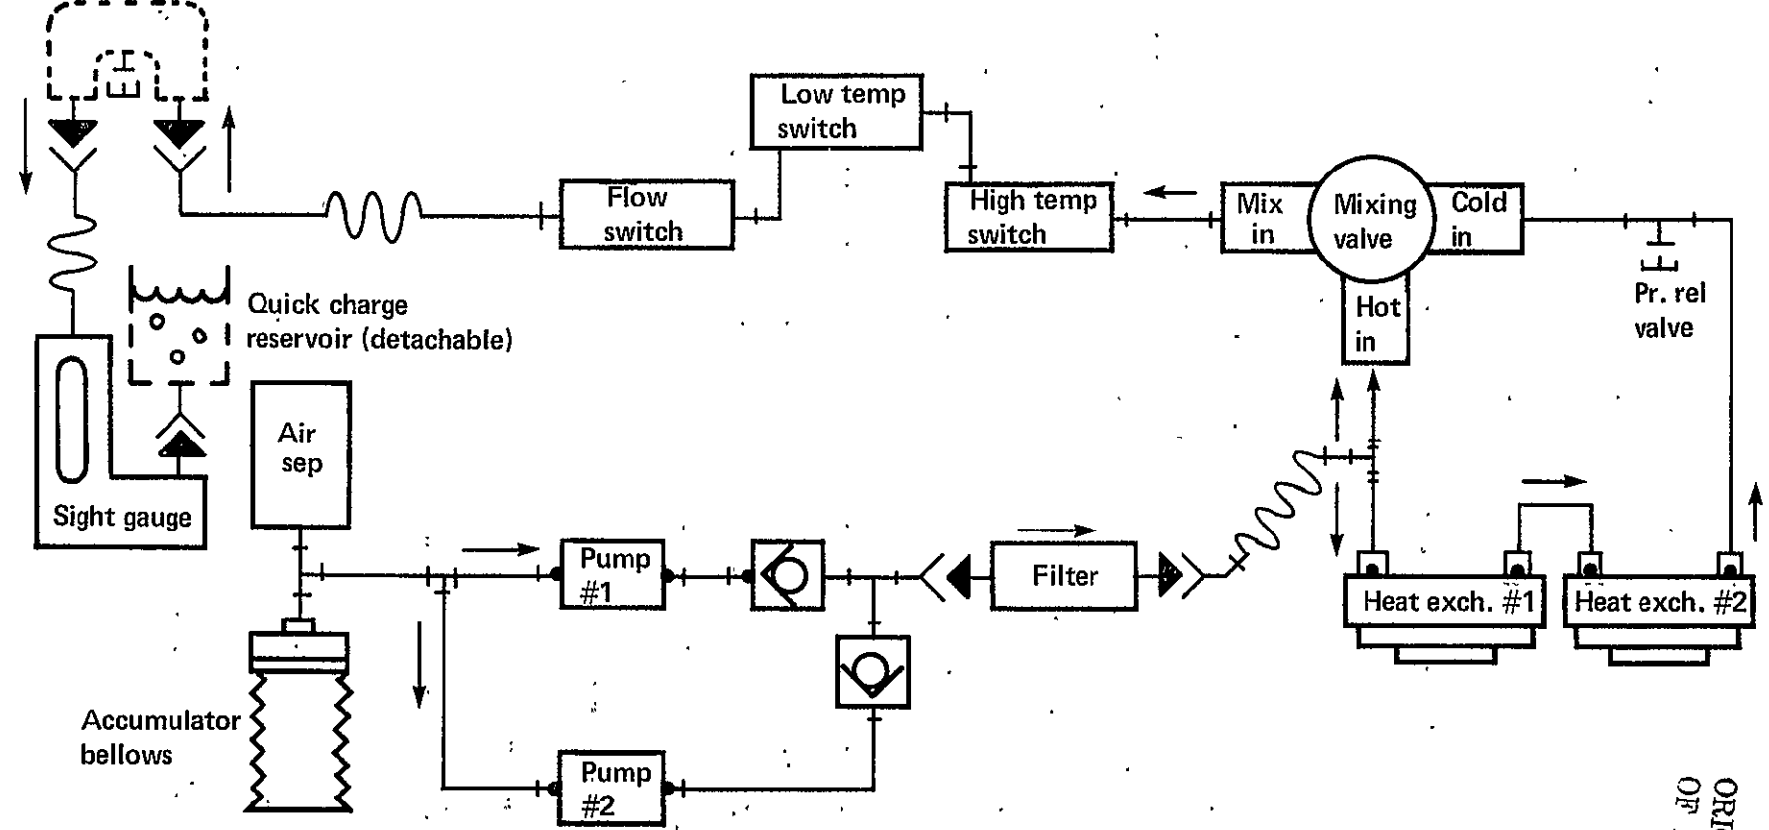 Low temp
switch
Flow
switch
High temp
switch
Mix
in
Mixing
valve
Cold
in
Hot
in
Pr. rel
valve
Quick charge
reservoir (detachable)
Air
sep
Sight gauge
Pump
#1
Filter
Heat exch. #1
Heat exch. #2
Accumulator
bellows
Pump
#2
OF